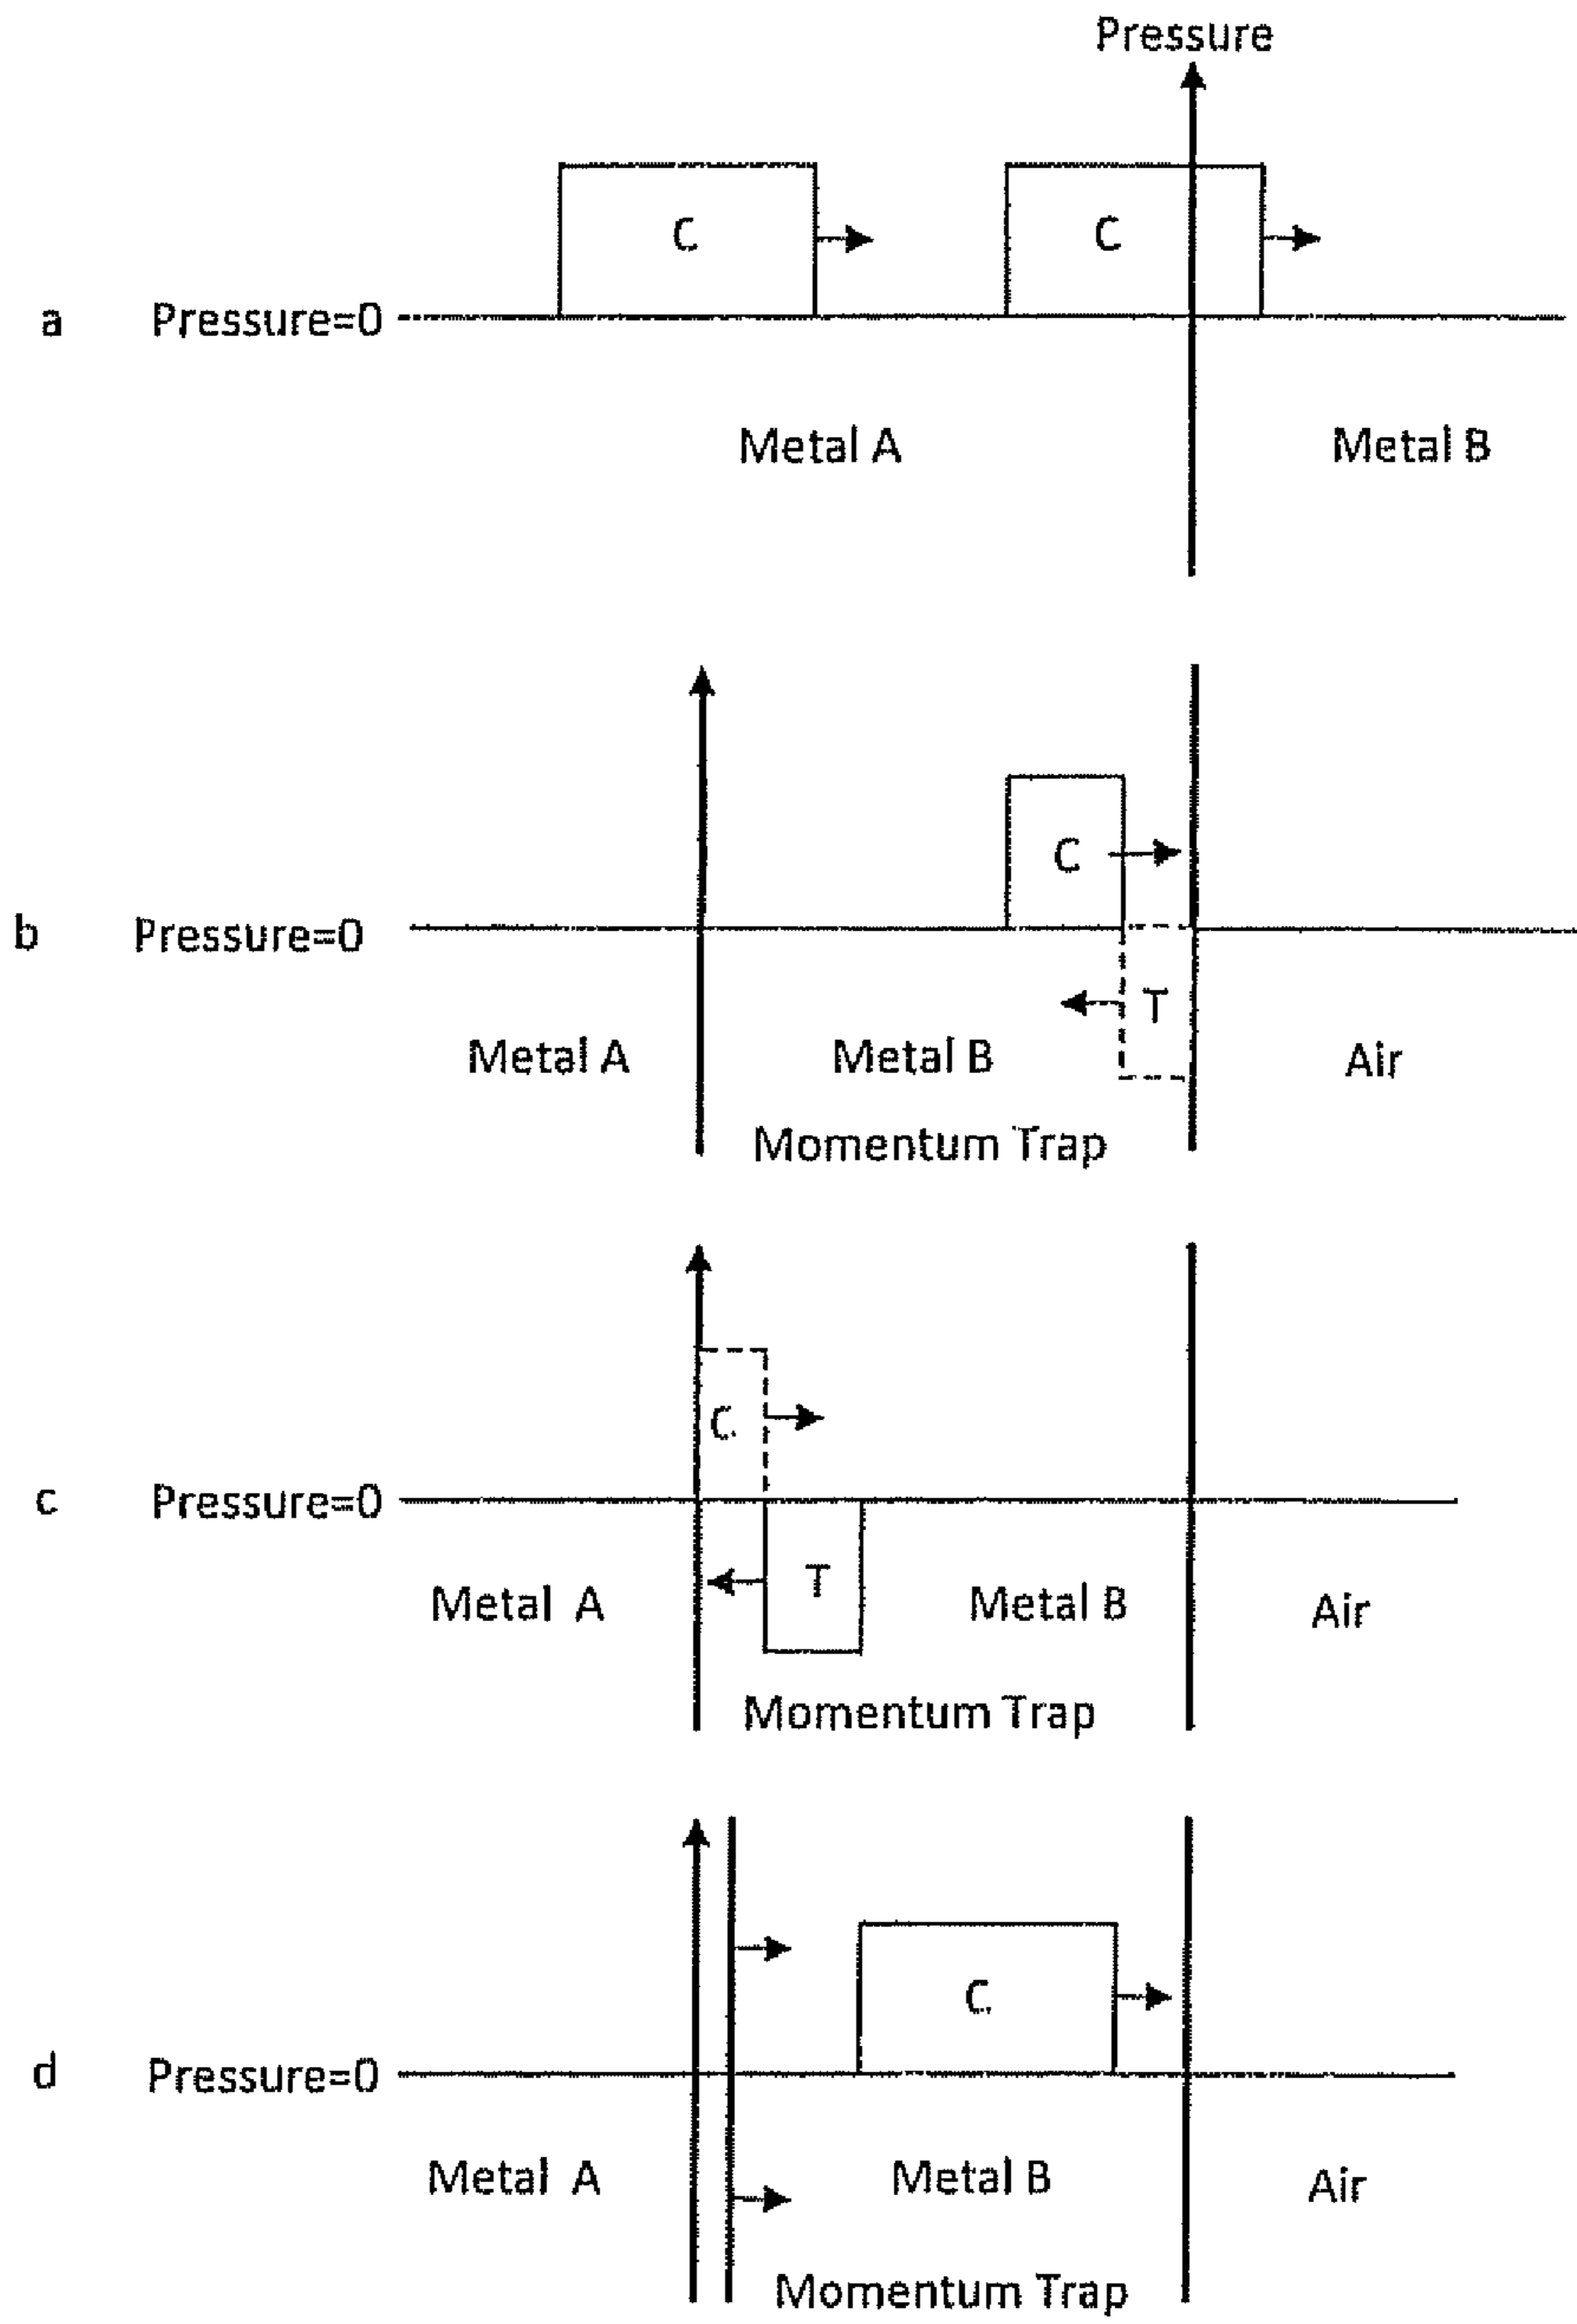 Pressure
C C
a Pressure=0
Metal A Metal B
C
b Pressure=0
T
Metal A Metal B Air
Momentum Trap
C
c Pressure=0
T
Metal A Metal B Air
Momentum Trap
C
d Pressure=0
Metal A Metal B Air
Momentum Trap